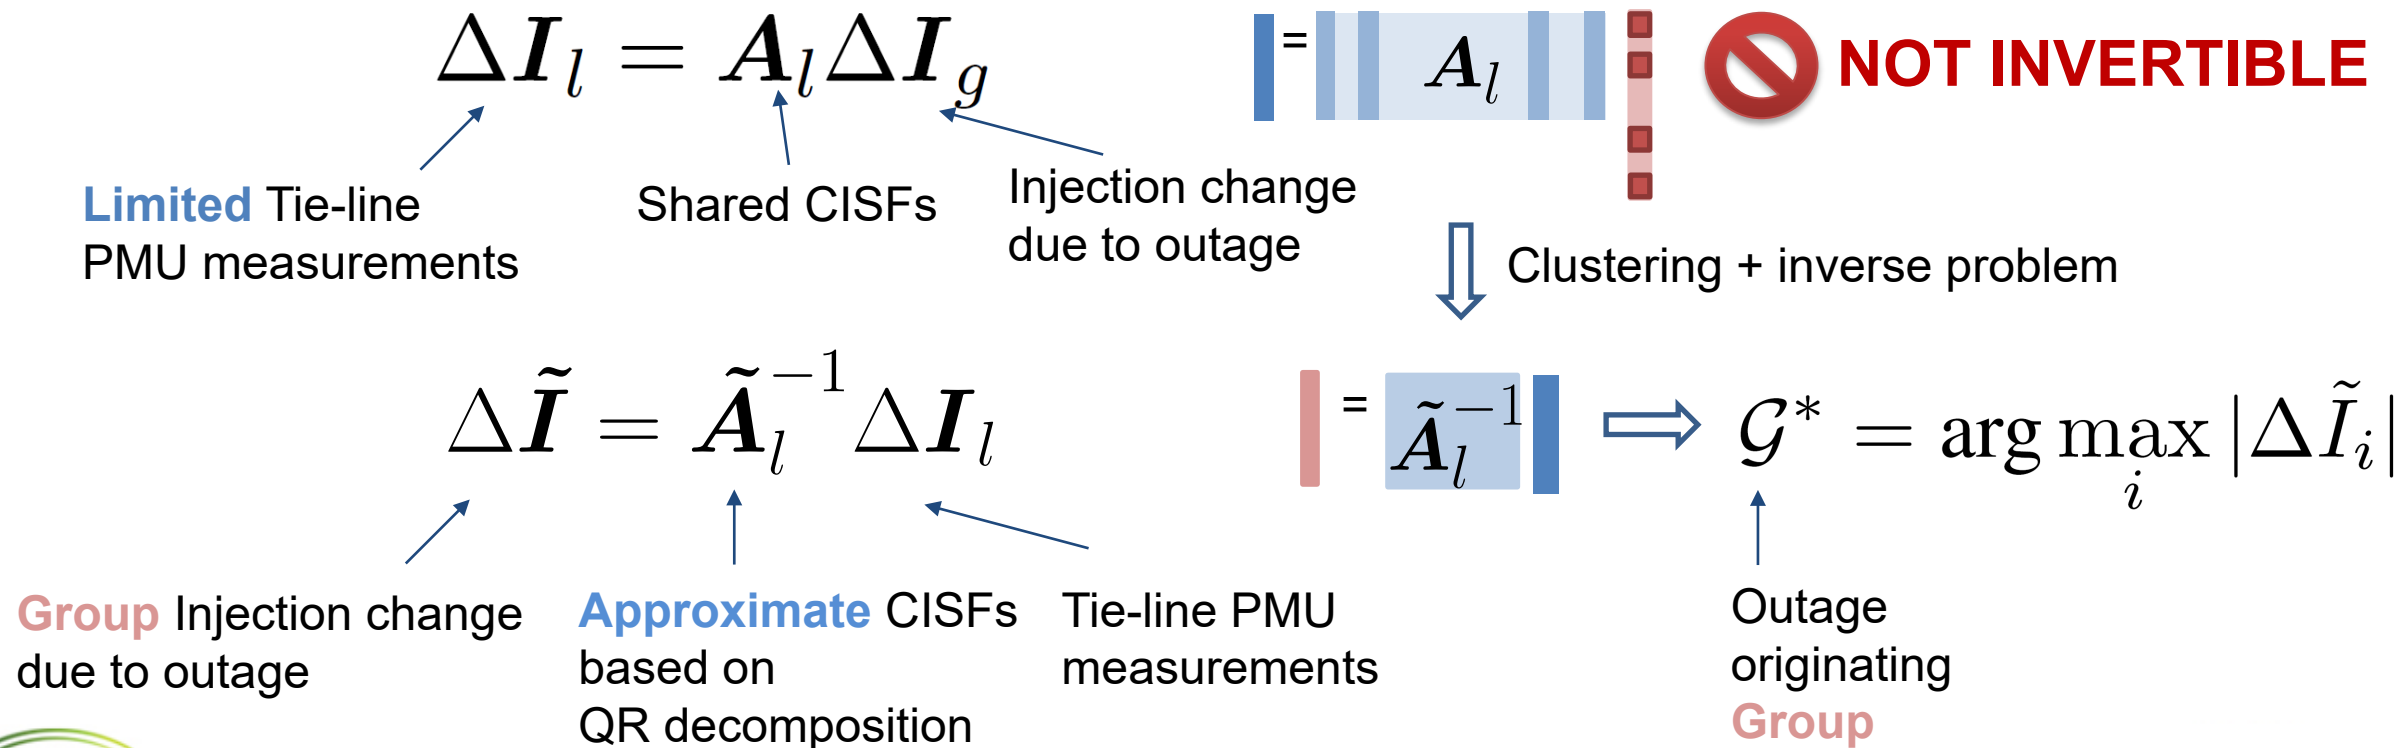 ΔI_l = A_l ΔI_g
= A_l
NOT INVERTIBLE
Limited Tie-line
PMU measurements
Shared CISFs
Injection change
due to outage
Clustering + inverse problem
ΔĨ = Ã_l^{-1} ΔI_l
= Ã_l^{-1}
𝒢* = arg max_i |ΔĨ_i|
Group Injection change
due to outage
Approximate CISFs
based on
QR decomposition
Tie-line PMU
measurements
Outage
originating
Group